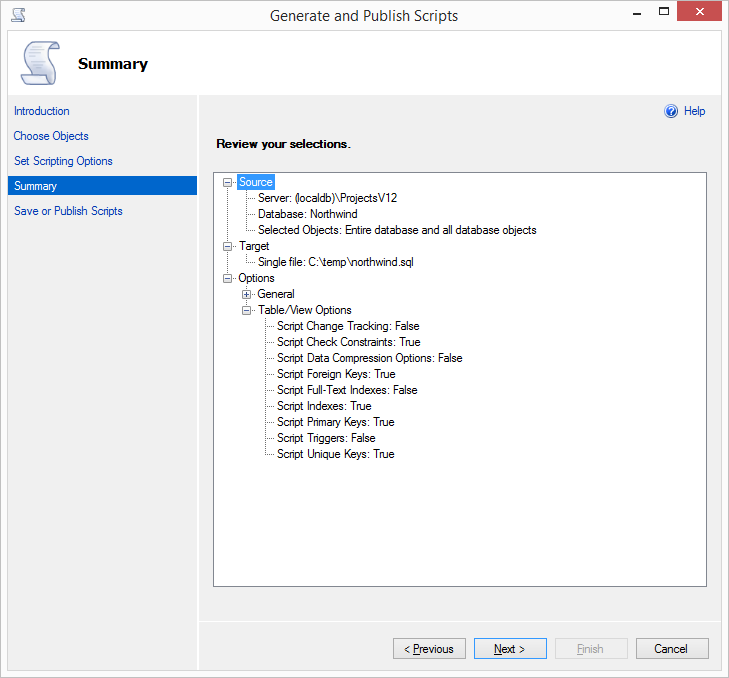 Generate and Publish Scripts
Summary
Introduction
Choose Objects
Set Scripting Options
Summary
Save or Publish Scripts
Help
Review your selections.
Source
Server: (localdb)\ProjectsV12
Database: Northwind
Selected Objects: Entire database and all database objects
Target
Single file: C:\temp\northwind.sql
Options
General
Table/View Options
Script Change Tracking: False
Script Check Constraints: True
Script Data Compression Options: False
Script Foreign Keys: True
Script Full-Text Indexes: False
Script Indexes: True
Script Primary Keys: True
Script Triggers: False
Script Unique Keys: True
< Previous
Next >
Finish
Cancel